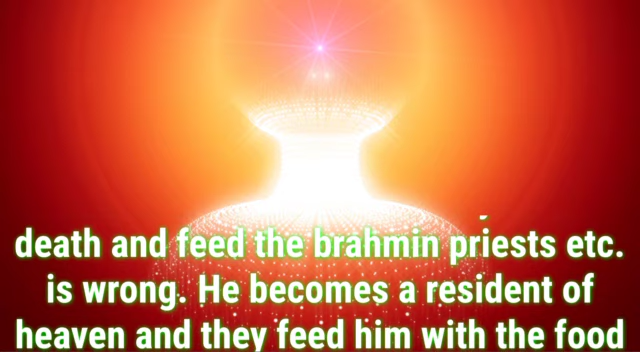 death and feed the brahmin priests etc.
is wrong. He becomes a resident of
heaven and they feed him with the food